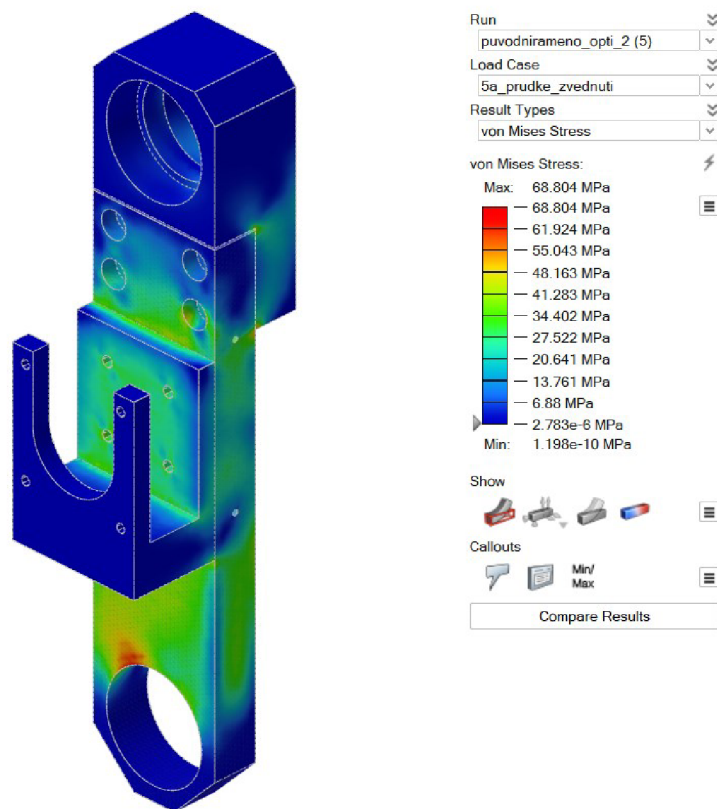 Run
puvodnirameno_opti_2 (5)
Load Case
5a_prudke_zvednuti
Result Types
von Mises Stress
von Mises Stress:
Max: 68.804 MPa
68.804 MPa
61.924 MPa
55.043 MPa
48.163 MPa
41.283 MPa
34.402 MPa
27.522 MPa
20.641 MPa
13.761 MPa
6.88 MPa
2.783e-6 MPa
Min: 1.198e-10 MPa
Show
Callouts
Min/
Max
Compare Results